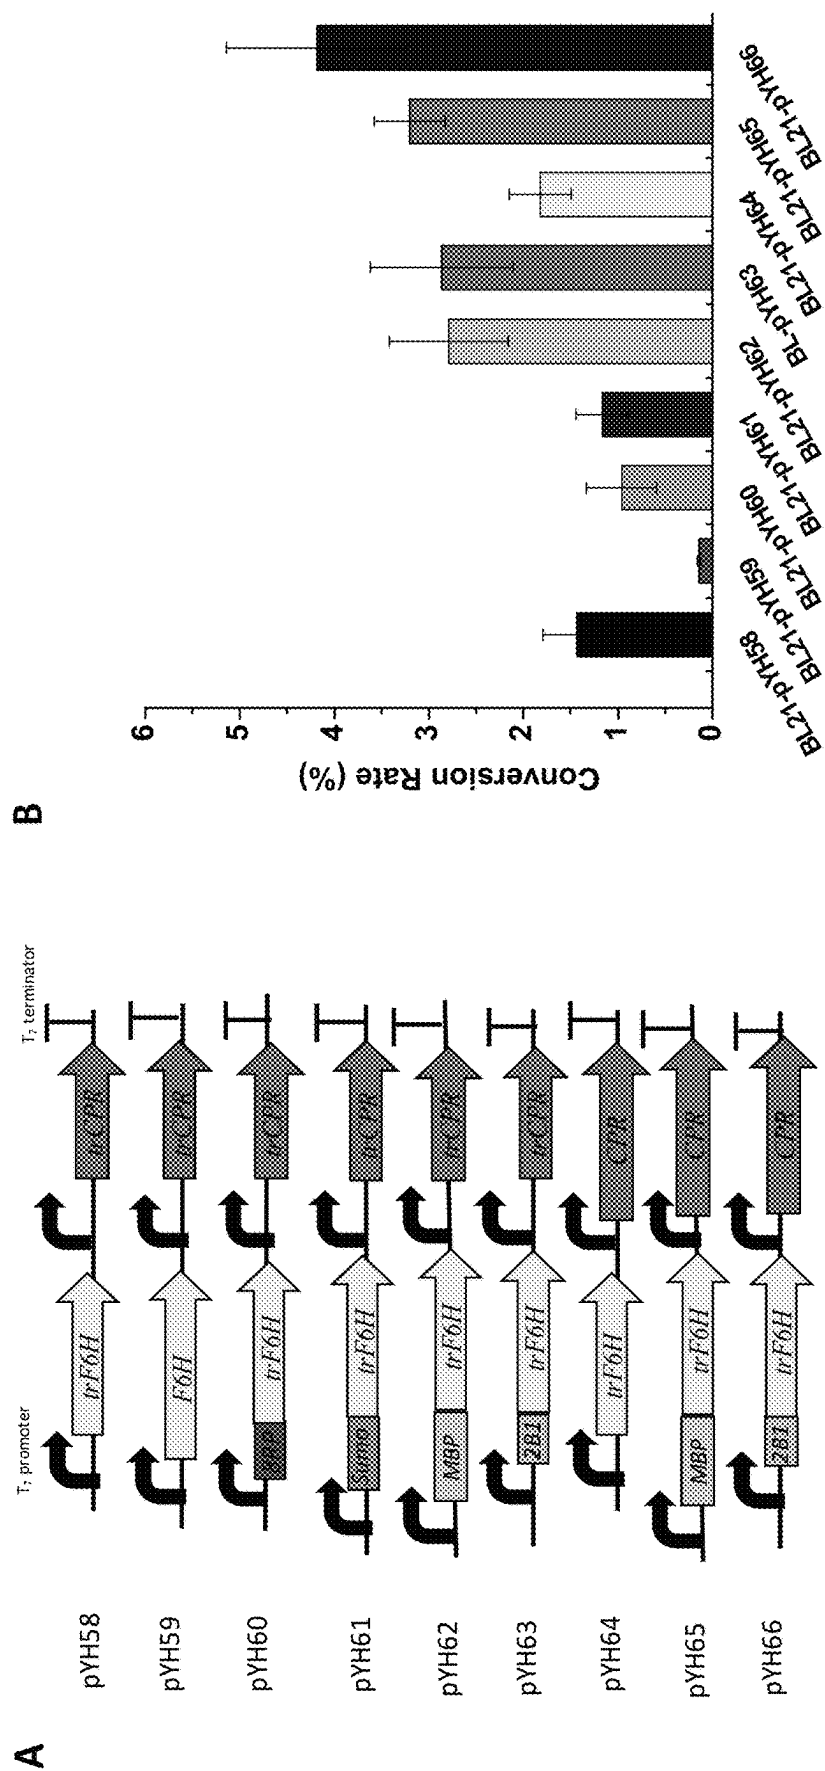 A
T₇ promoter
T₇ terminator
pYH58
trF6H
trCPR
pYH59
F6H
trCPR
pYH60
trF6H
trCPR
pYH61
Sumo
trF6H
trCPR
pYH62
MBP
trF6H
trCPR
pYH63
2B1
trF6H
trCPR
pYH64
trF6H
CPR
pYH65
MBP
trF6H
CPR
pYH66
2B1
trF6H
CPR
B
Conversion Rate (%)
6
5
4
3
2
1
0
BL21-pYH58
BL21-pYH59
BL21-pYH60
BL21-pYH61
BL21-pYH62
BL-pYH63
BL21-pYH64
BL21-pYH65
BL21-pYH66